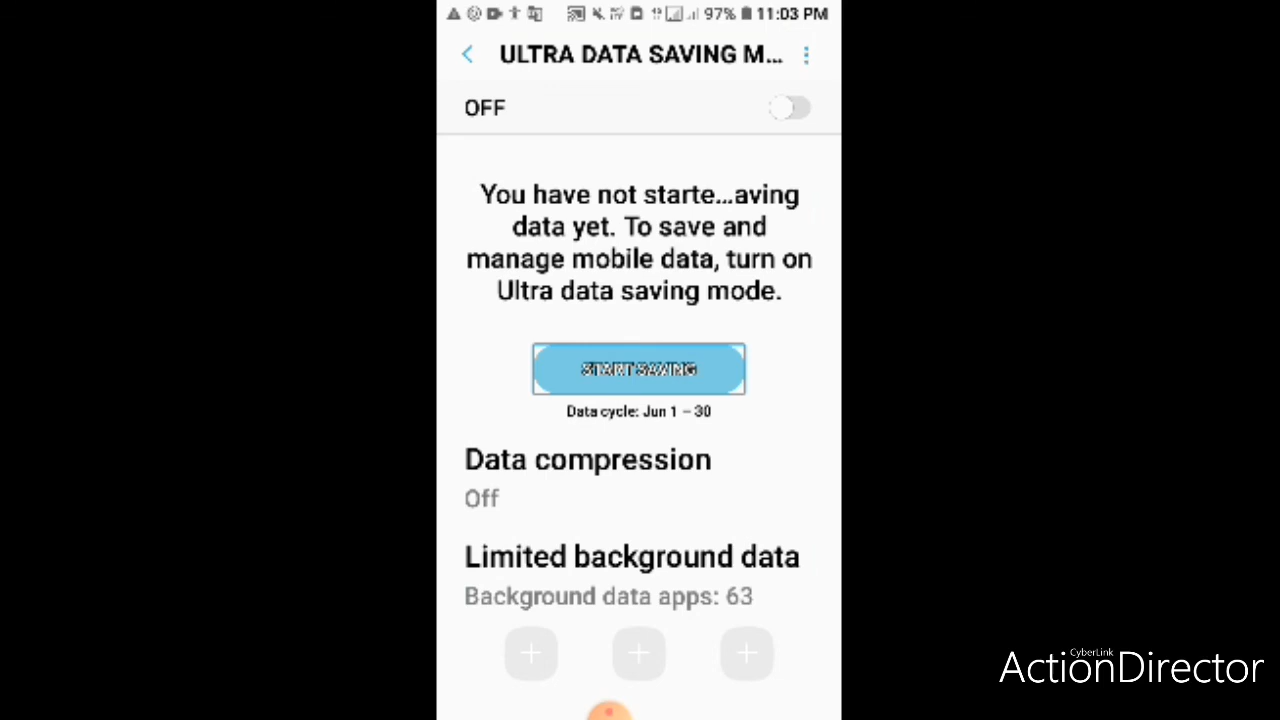 97% 11:03 PM
ULTRA DATA SAVING M...
OFF
You have not starte...aving
data yet. To save and
manage mobile data, turn on
Ultra data saving mode.
START SAVING
Data cycle: Jun 1 – 30
Data compression
Off
Limited background data
Background data apps: 63
CyberLink
ActionDirector